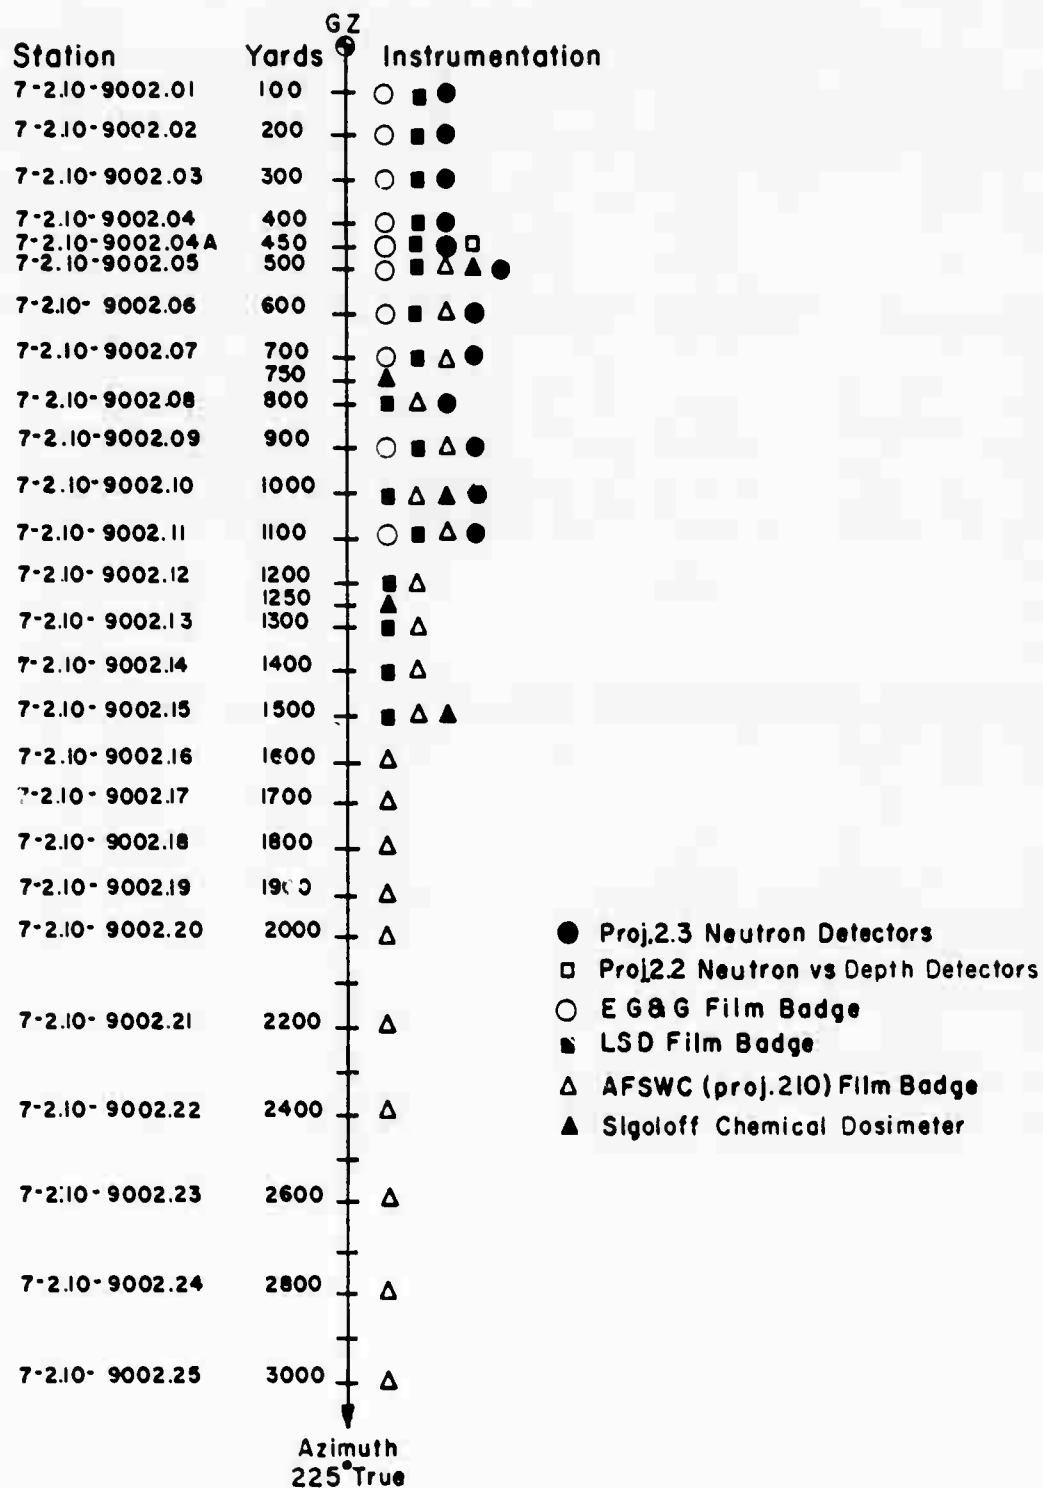 GZ
Station Yards Instrumentation
7-2.10-9002.01 100
7-2.10-9002.02 200
7-2.10-9002.03 300
7-2.10-9002.04 400
7-2.10-9002.04A 450
7-2.10-9002.05 500
7-2.10- 9002.06 600
7-2.10-9002.07 700
750
7-2.10-9002.08 800
7-2.10-9002.09 900
7-2.10-9002.10 1000
7-2.10-9002.11 1100
7-2.10- 9002.12 1200
1250
7-2.10- 9002.13 1300
7-2.10- 9002.14 1400
7-2.10- 9002.15 1500
7-2.10- 9002.16 1600
-2.10- 9002.17 1700
7-2.10- 9002.18 1800
7-2.10- 9002.19
7-2.10- 9002.20 2000
7-2.10- 9002.21 2200
7-2.10- 9002.22 2400
7-2.10- 9002.23 2600
7-2.10-9002.24 2800
7-2.10- 9002.25 3000
Azimuth
225° True
Proj.2.3 Neutron Detectors
Proj.2.2 Neutron vs Depth Detectors
E G&G Film Badge
LSD Film Badge
AFSWC (proj.210) Film Badge
Sigoloff Chemical Dosimeter